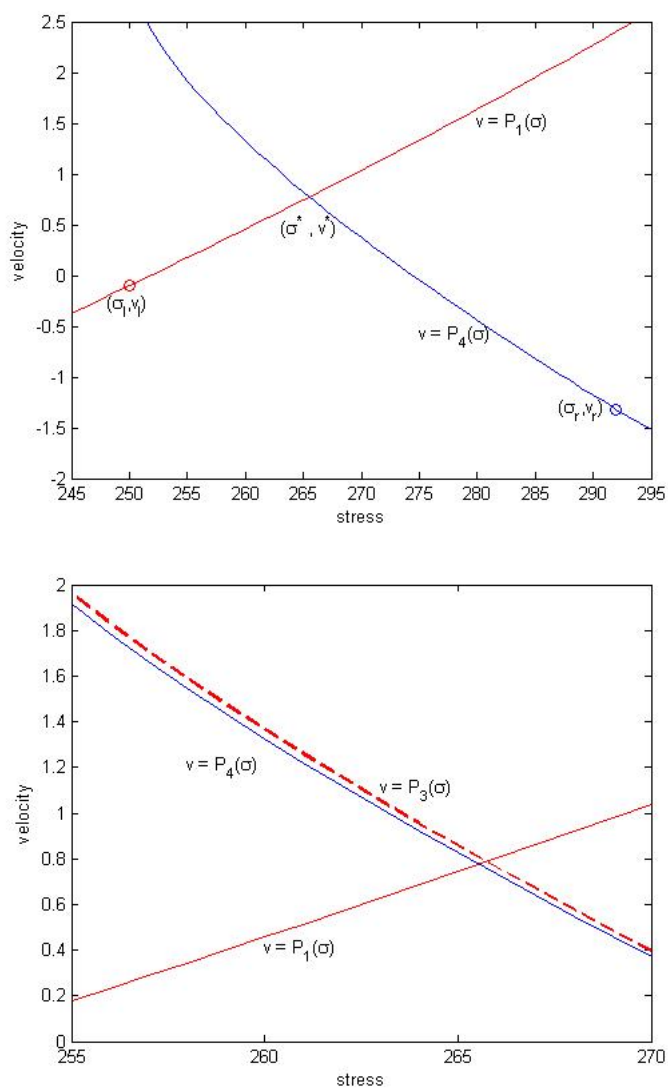 2.5
2
1.5
1
0.5
0
-0.5
-1
-1.5
-2
velocity
v = P₁(σ)
(σ* , v*)
(σₗ,vₗ)
v = P₄(σ)
(σᵣ,vᵣ)
245 250 255 260 265 270 275 280 285 290 295
stress
2
1.8
1.6
1.4
1.2
1
0.8
0.6
0.4
0.2
0
velocity
v = P₄(σ)
v = P₃(σ)
v = P₁(σ)
255 260 265 270
stress